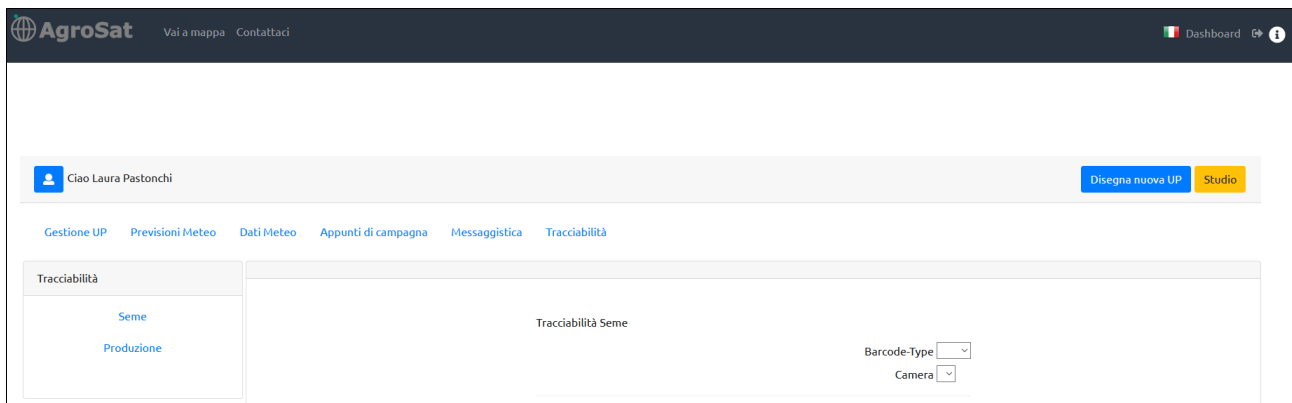 AgroSat Vai a mappa Contattaci Dashboard
Ciao Laura Pastonchi Disegna nuova UP Studio
Gestione UP Previsioni Meteo Dati Meteo Appunti di campagna Messaggistica Tracciabilità
Tracciabilità
Seme
Tracciabilità Seme
Produzione
Barcode-Type
Camera